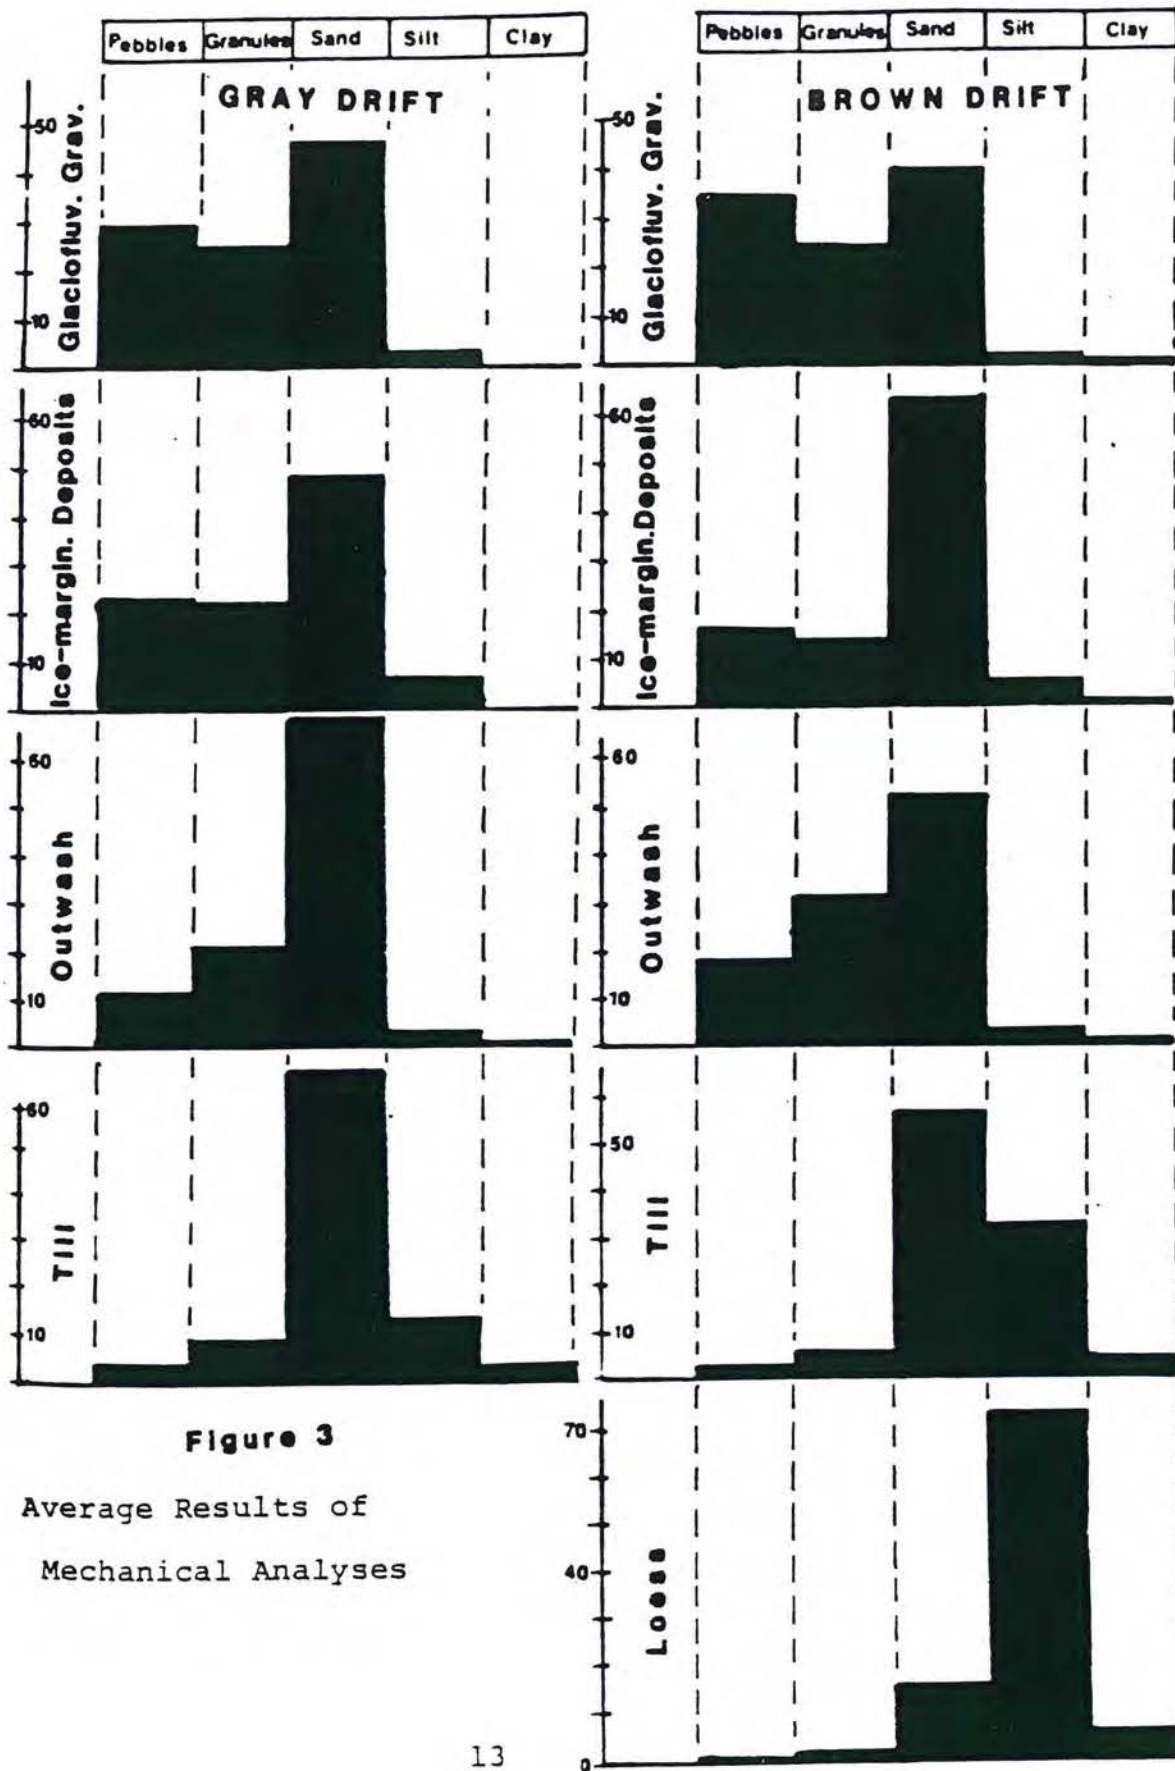 Pebbles Granules Sand Silt Clay
GRAY DRIFT
50
10
Glaciofluv. Grav.
60
10
Ice-margin. Deposits
60
10
Outwash
60
10
Till
Pebbles Granules Sand Silt Clay
BROWN DRIFT
50
10
Glaciofluv. Grav.
60
10
Ice-margin. Deposits
60
10
Outwash
50
10
Till
70
40
0
Loess
Figure 3
Average Results of
Mechanical Analyses
13